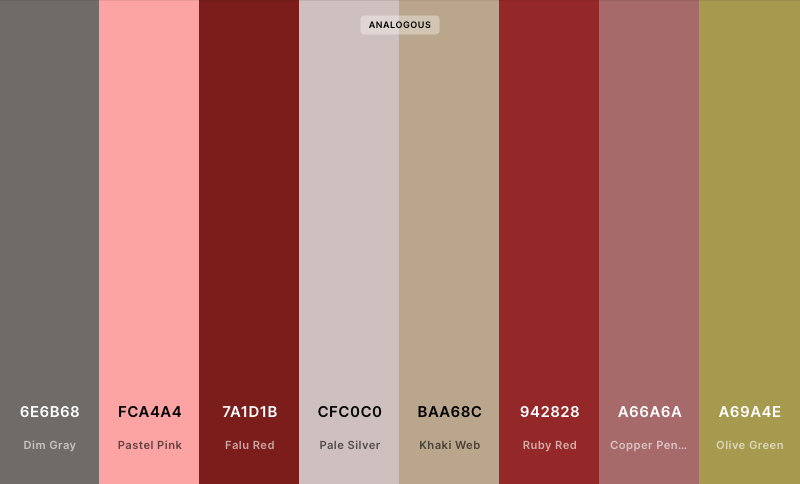 ANALOGOUS
6E6B68 FCA4A4 7A1D1B CFC0C0 BAA68C 942828 A66A6A A69A4E
Dim Gray Pastel Pink Falu Red Pale Silver Khaki Web Ruby Red Copper Pen… Olive Green